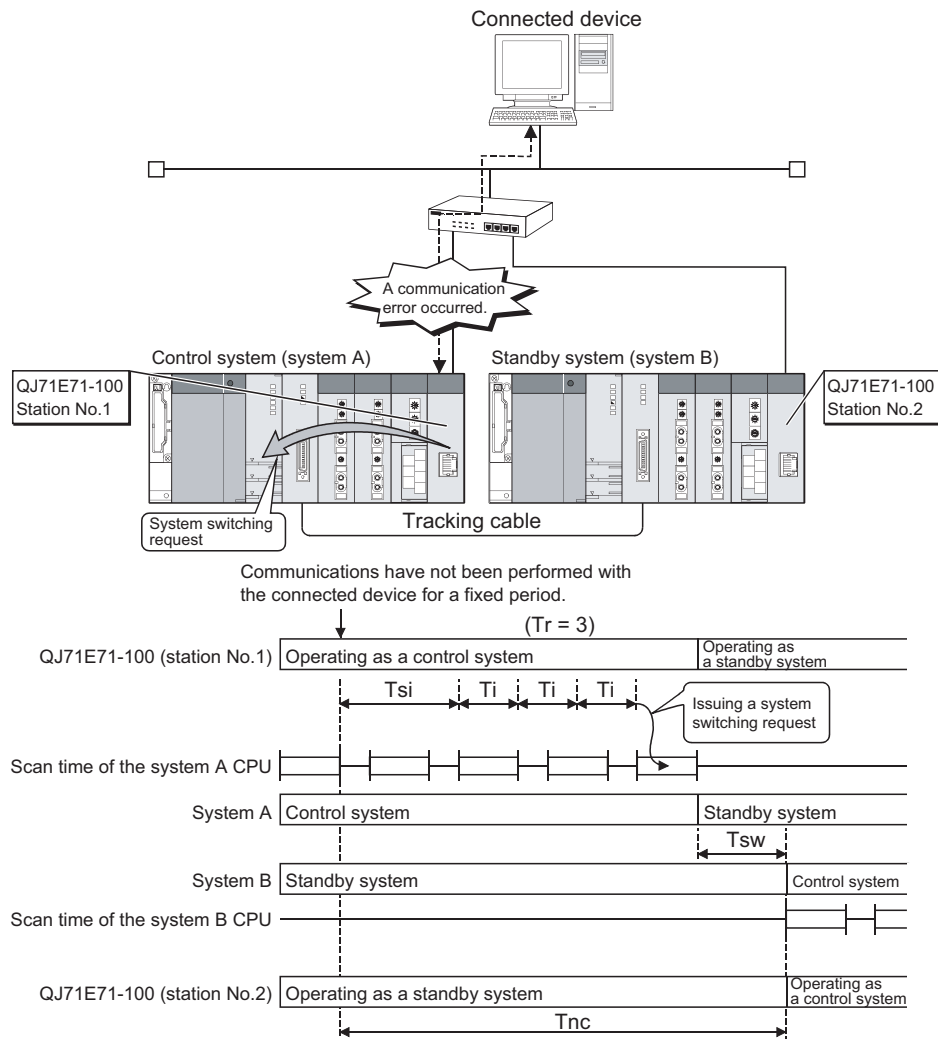 Connected device
A communication
error occurred.
Control system (system A)
Standby system (system B)
QJ71E71-100
Station No.1
QJ71E71-100
Station No.2
System switching
request
Tracking cable
Communications have not been performed with
the connected device for a fixed period.
(Tr = 3)
QJ71E71-100 (station No.1)
Operating as a control system
Operating as
a standby system
Tsi
Ti
Ti
Ti
Issuing a system
switching request
Scan time of the system A CPU
System A
Control system
Standby system
Tsw
System B
Standby system
Control system
Scan time of the system B CPU
QJ71E71-100 (station No.2)
Operating as a standby system
Operating as
a control system
Tnc